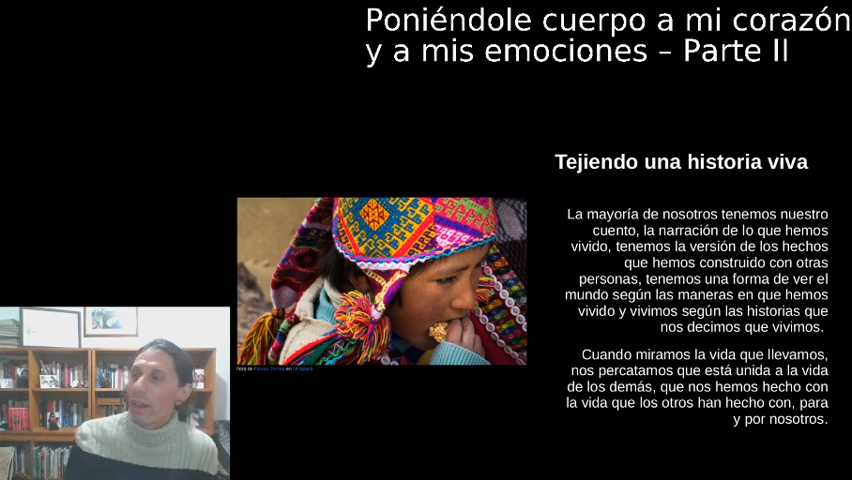 Poniéndole cuerpo a mi corazón
y a mis emociones – Parte II
Tejiendo una historia viva
La mayoría de nosotros tenemos nuestro
cuento, la narración de lo que hemos
vivido, tenemos la versión de los hechos
que hemos construido con otras
personas, tenemos una forma de ver el
mundo según las maneras en que hemos
vivido y vivimos según las historias que
nos decimos que vivimos.
Cuando miramos la vida que llevamos,
nos percatamos que está unida a la vida
de los demás, que nos hemos hecho con
la vida que los otros han hecho con, para
y por nosotros.
Foto de
en Unsplash